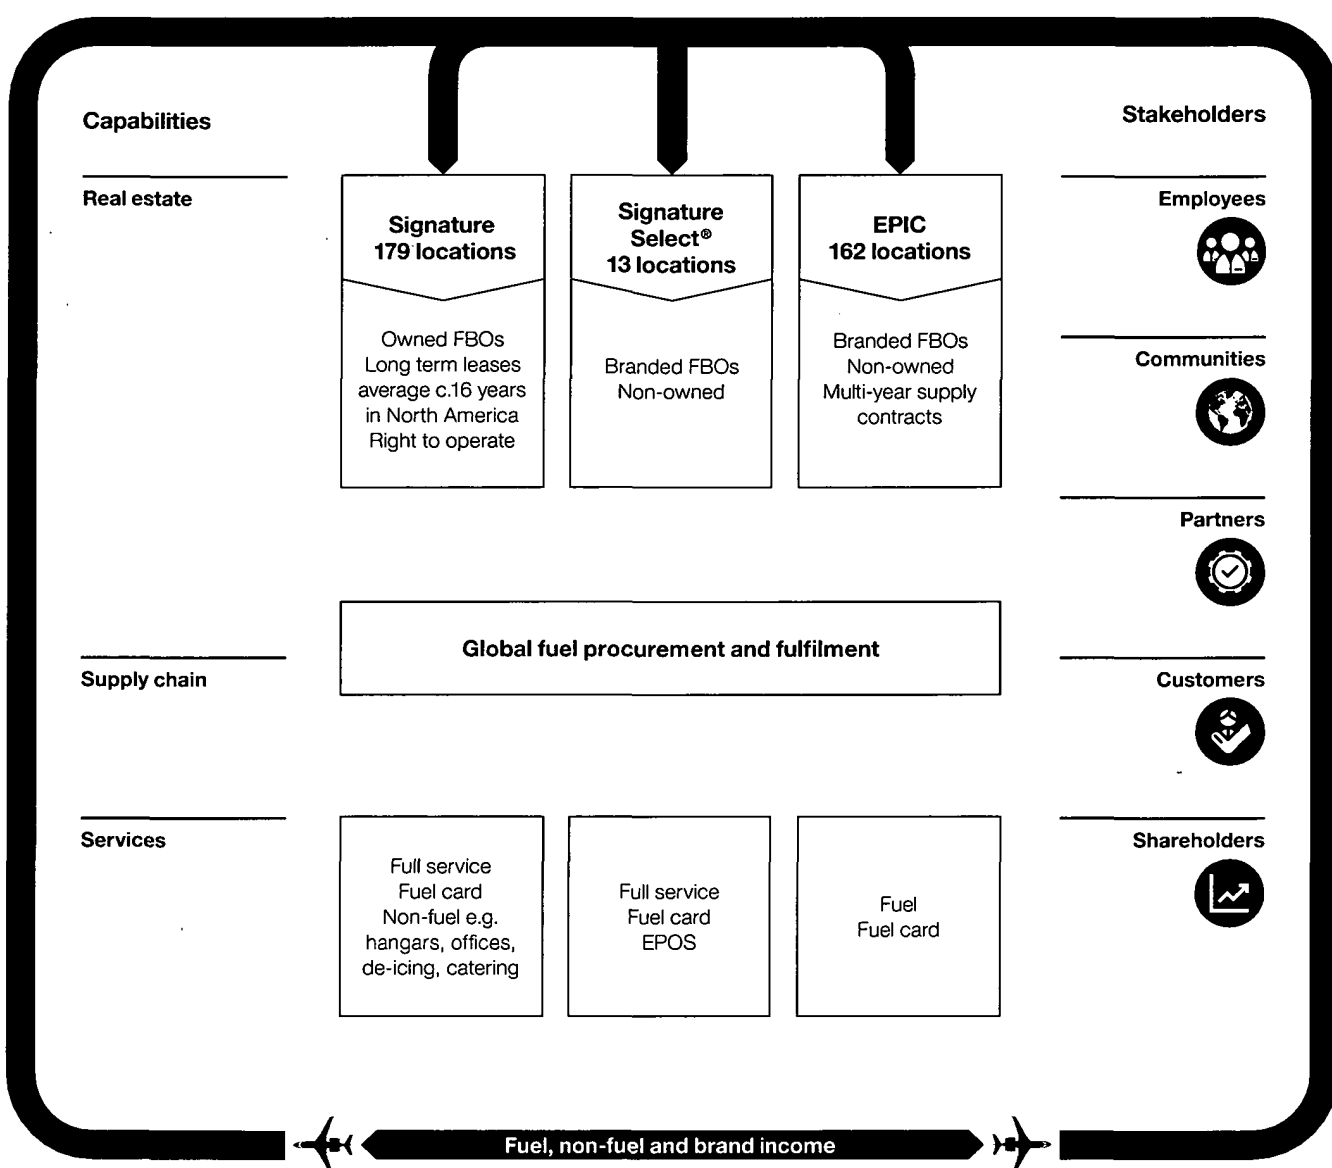 Capabilities
Real estate
Supply chain
Services
Signature
179 locations
Owned FBOs
Long term leases
average c.16 years
in North America
Right to operate
Signature
Select®
13 locations
Branded FBOs
Non-owned
EPIC
162 locations
Branded FBOs
Non-owned
Multi-year supply
contracts
Global fuel procurement and fulfilment
Full service
Fuel card
Non-fuel e.g.
hangars, offices,
de-icing, catering
Full service
Fuel card
EPOS
Fuel
Fuel card
Stakeholders
Employees
Communities
Partners
Customers
Shareholders
Fuel, non-fuel and brand income